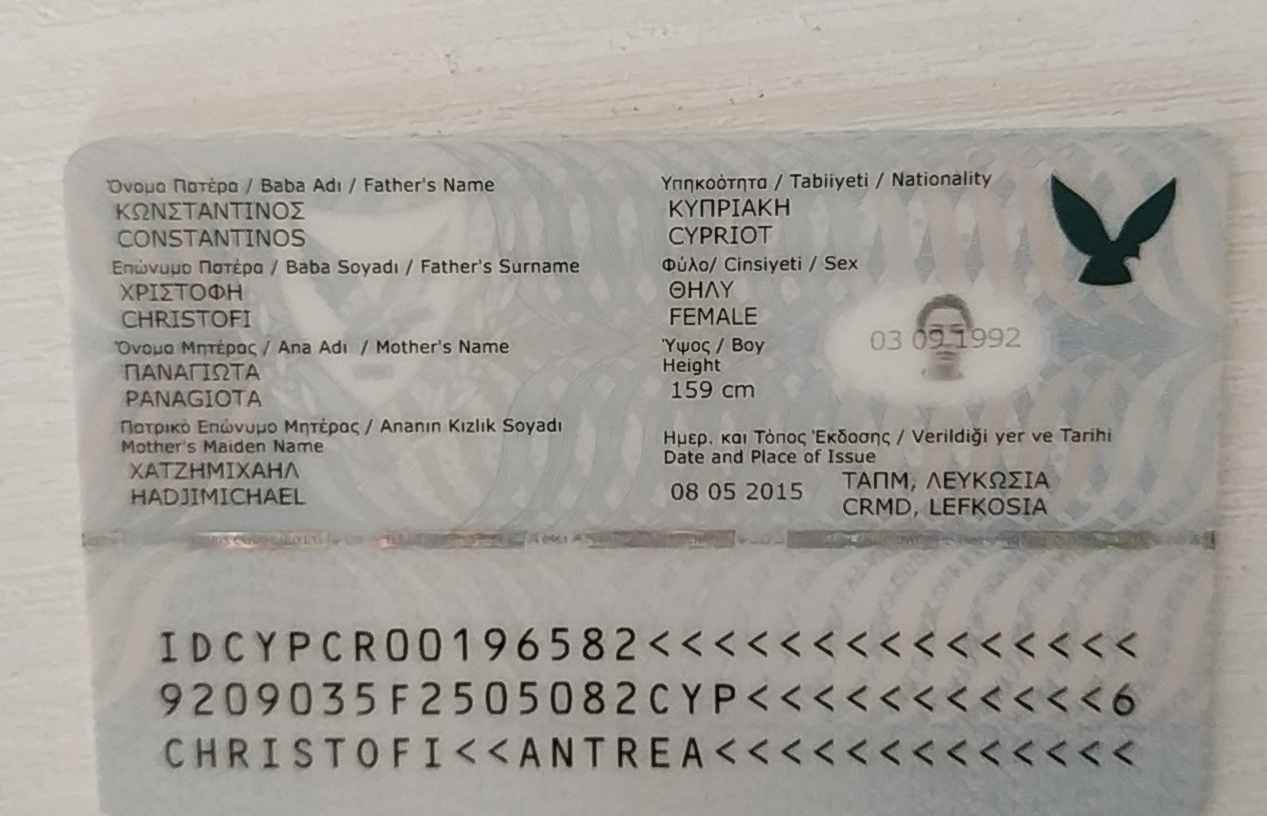 Όνομα Πατέρα / Baba Adı / Father's Name
ΚΩΝΣΤΑΝΤΙΝΟΣ
CONSTANTINOS
Επώνυμο Πατέρα / Baba Soyadı / Father's Surname
ΧΡΙΣΤΟΦΗ
CHRISTOFI
Όνομα Μητέρας / Ana Adı / Mother's Name
ΠΑΝΑΓΙΩΤΑ
PANAGIOTA
Πατρικό Επώνυμο Μητέρας / Ananın Kızlık Soyadı
Mother's Maiden Name
ΧΑΤΖΗΜΙΧΑΗΛ
HADJIMICHAEL
Υπηκοότητα / Tabiiyeti / Nationality
ΚΥΠΡΙΑΚΗ
CYPRIOT
Φύλο/ Cinsiyeti / Sex
ΘΗΛΥ
FEMALE
Ύψος / Boy
Height
159 cm
03 09 1992
Ημερ. και Τόπος Έκδοσης / Verildiği yer ve Tarihi
Date and Place of Issue
08 05 2015
ΤΑΠΜ, ΛΕΥΚΩΣΙΑ
CRMD, LEFKOSIA
IDCYPCR00196582<<<<<<<<<<<<<<<
9209035F2505082CYP<<<<<<<<<<<6
CHRISTOFI<<ANTREA<<<<<<<<<<<<<